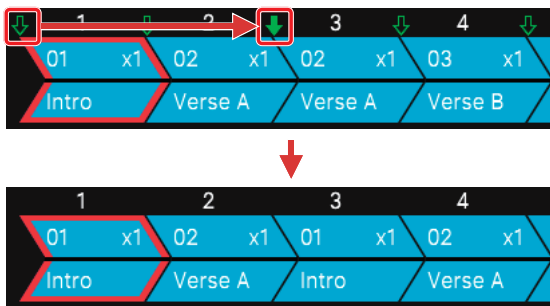 1 2 3 4
01 x1 02 x1 02 x1 03 x1
Intro Verse A Verse A Verse B
1 2 3 4
01 x1 02 x1 01 x1 02 x1
Intro Verse A Intro Verse A